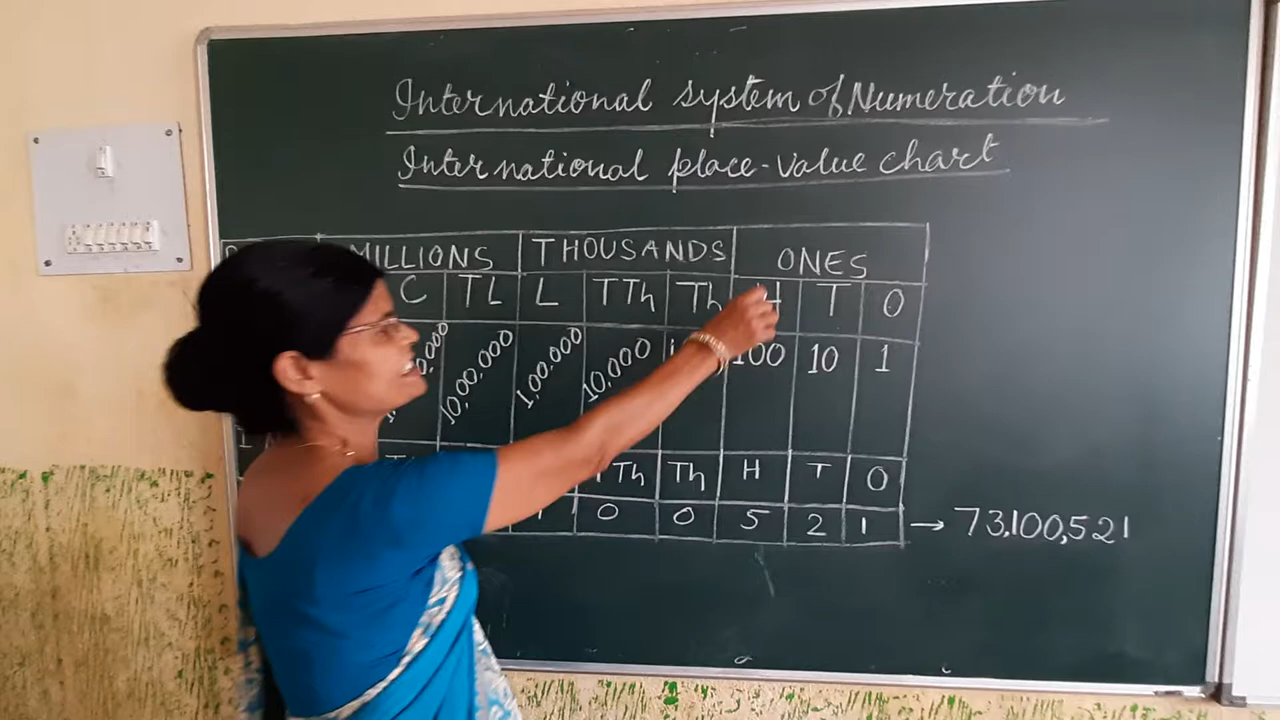 International system of Numeration
International place-value chart
MILLIONS THOUSANDS ONES
C TL L TTh Th H T O
10,00,000 1,00,000 10,000 100 10 1
TTh Th H T O
1 0 0 5 2 1 → 73,100,521